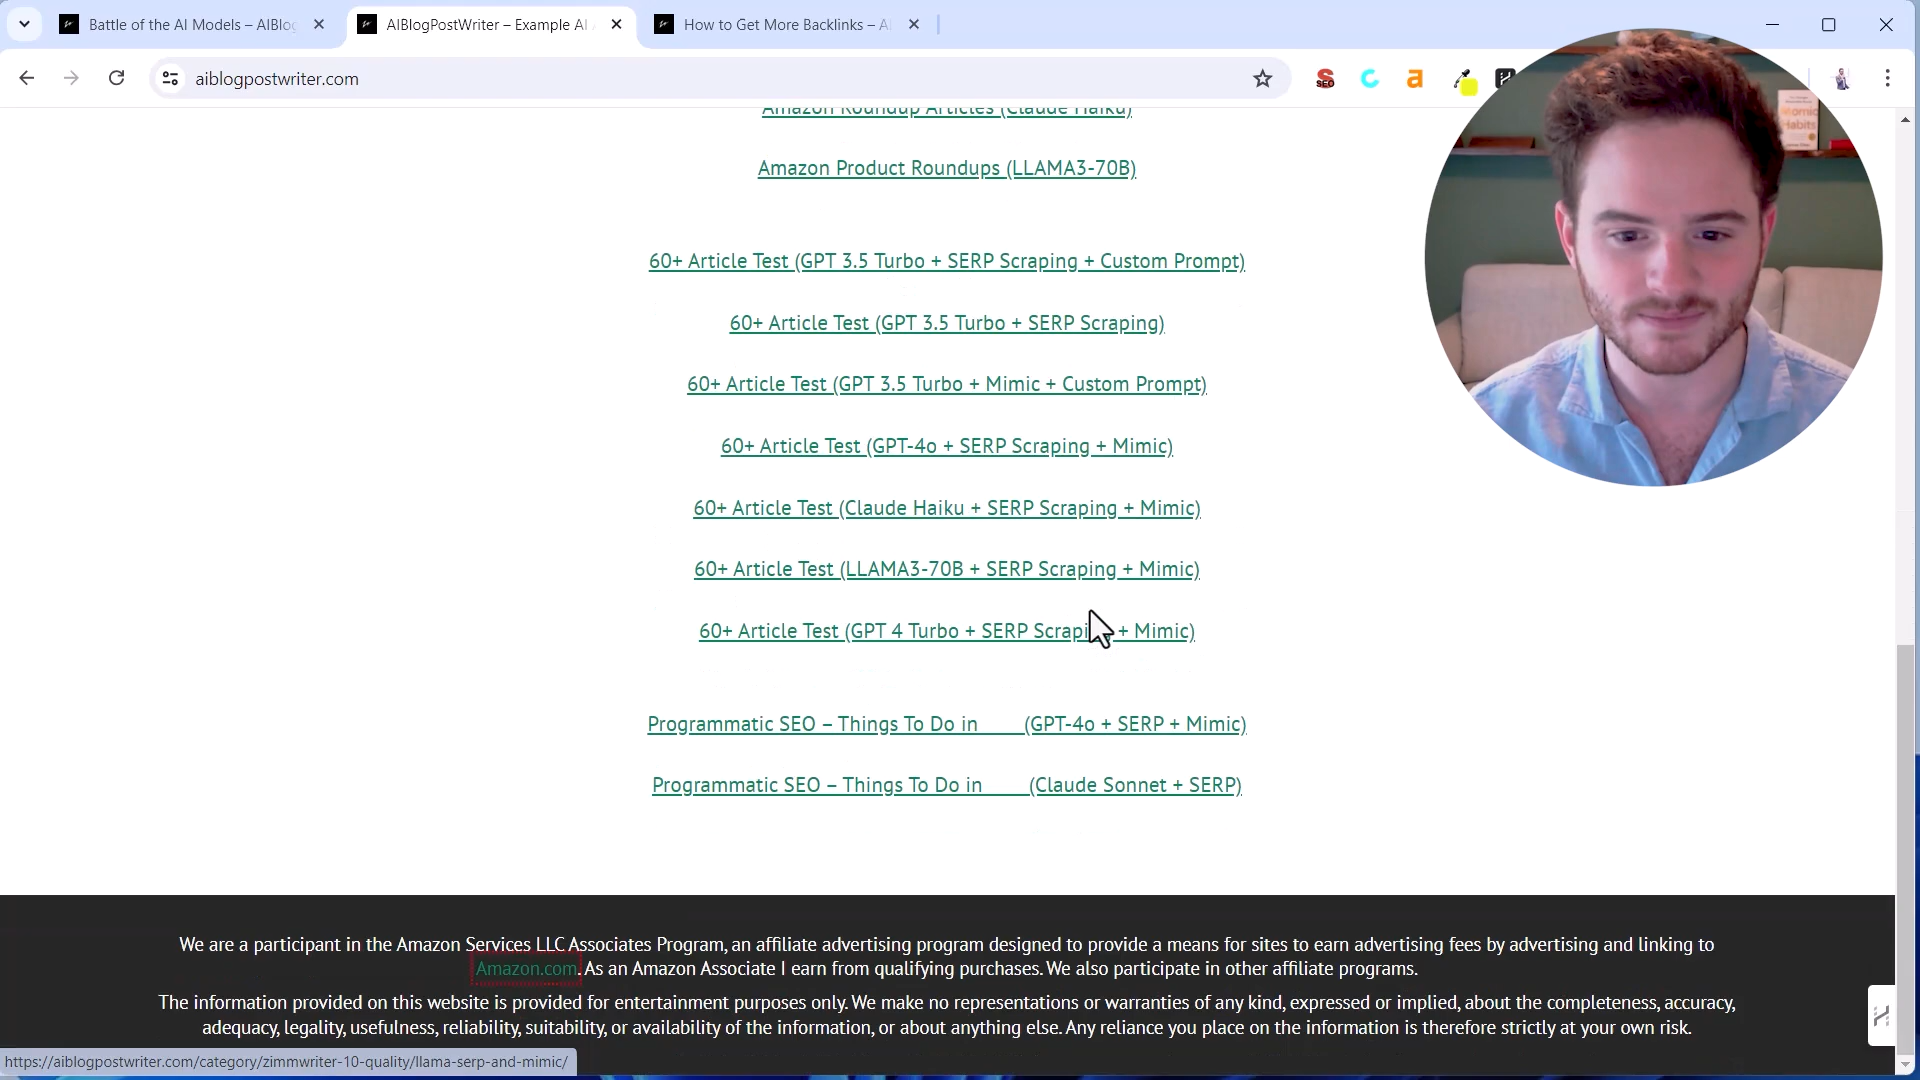 Battle of the AI Models – AIBlog
AIBlogPostWriter – Example AI
How to Get More Backlinks – AI
aiblogpostwriter.com
SEO
Amazon Roundup Articles (Claude Haiku)
Amazon Product Roundups (LLAMA3-70B)
60+ Article Test (GPT 3.5 Turbo + SERP Scraping + Custom Prompt)
60+ Article Test (GPT 3.5 Turbo + SERP Scraping)
60+ Article Test (GPT 3.5 Turbo + Mimic + Custom Prompt)
60+ Article Test (GPT-4o + SERP Scraping + Mimic)
60+ Article Test (Claude Haiku + SERP Scraping + Mimic)
60+ Article Test (LLAMA3-70B + SERP Scraping + Mimic)
60+ Article Test (GPT 4 Turbo + SERP Scraping + Mimic)
Programmatic SEO – Things To Do in ____ (GPT-4o + SERP + Mimic)
Programmatic SEO – Things To Do in ____ (Claude Sonnet + SERP)
We are a participant in the Amazon Services LLC Associates Program, an affiliate advertising program designed to provide a means for sites to earn advertising fees by advertising and linking to
Amazon.com. As an Amazon Associate I earn from qualifying purchases. We also participate in other affiliate programs.
The information provided on this website is provided for entertainment purposes only. We make no representations or warranties of any kind, expressed or implied, about the completeness, accuracy,
adequacy, legality, usefulness, reliability, suitability, or availability of the information, or about anything else. Any reliance you place on the information is therefore strictly at your own risk.
https://aiblogpostwriter.com/category/zimmwriter-10-quality/llama-serp-and-mimic/